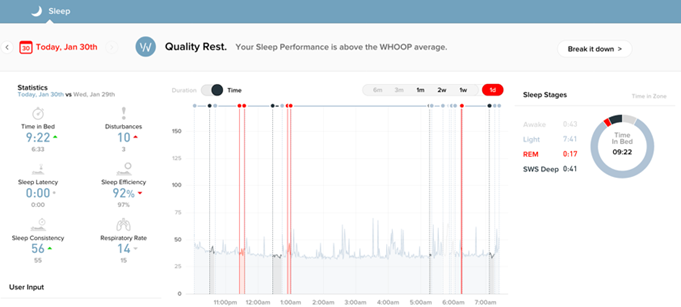 Sleep
30 Today, Jan 30th
W Quality Rest. Your Sleep Performance is above the WHOOP average.
Break it down >
Statistics
Today, Jan 30th vs Wed, Jan 29th
Time in Bed
9:22
6:33
Disturbances
10
3
Sleep Latency
0:00
0:00
Sleep Efficiency
92%
97%
Sleep Consistency
56
55
Respiratory Rate
14
15
User Input
Duration Time
6m 3m 1m 2w 1w 1d
150
125
100
75
50
25
0
11:00pm 12:00am 1:00am 2:00am 3:00am 4:00am 5:00am 6:00am 7:00am
Sleep Stages Time in Zone
Awake 0:43
Light 7:41
REM 0:17
SWS Deep 0:41
Time
In Bed
09:22